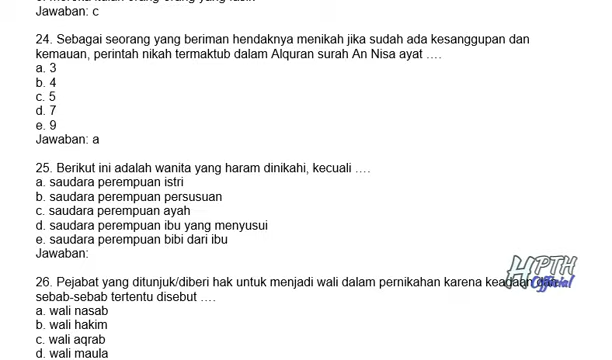 Jawaban: c
24. Sebagai seorang yang beriman hendaknya menikah jika sudah ada kesanggupan dan
kemauan, perintah nikah termaktub dalam Alquran surah An Nisa ayat ....
a. 3
b. 4
c. 5
d. 7
e. 9
Jawaban: a
25. Berikut ini adalah wanita yang haram dinikahi, kecuali ....
a. saudara perempuan istri
b. saudara perempuan persusuan
c. saudara perempuan ayah
d. saudara perempuan ibu yang menyusui
e. saudara perempuan bibi dari ibu
Jawaban:
HPTH
Official
26. Pejabat yang ditunjuk/diberi hak untuk menjadi wali dalam pernikahan karena keadaan dan
sebab-sebab tertentu disebut ....
a. wali nasab
b. wali hakim
c. wali aqrab
d. wali maula